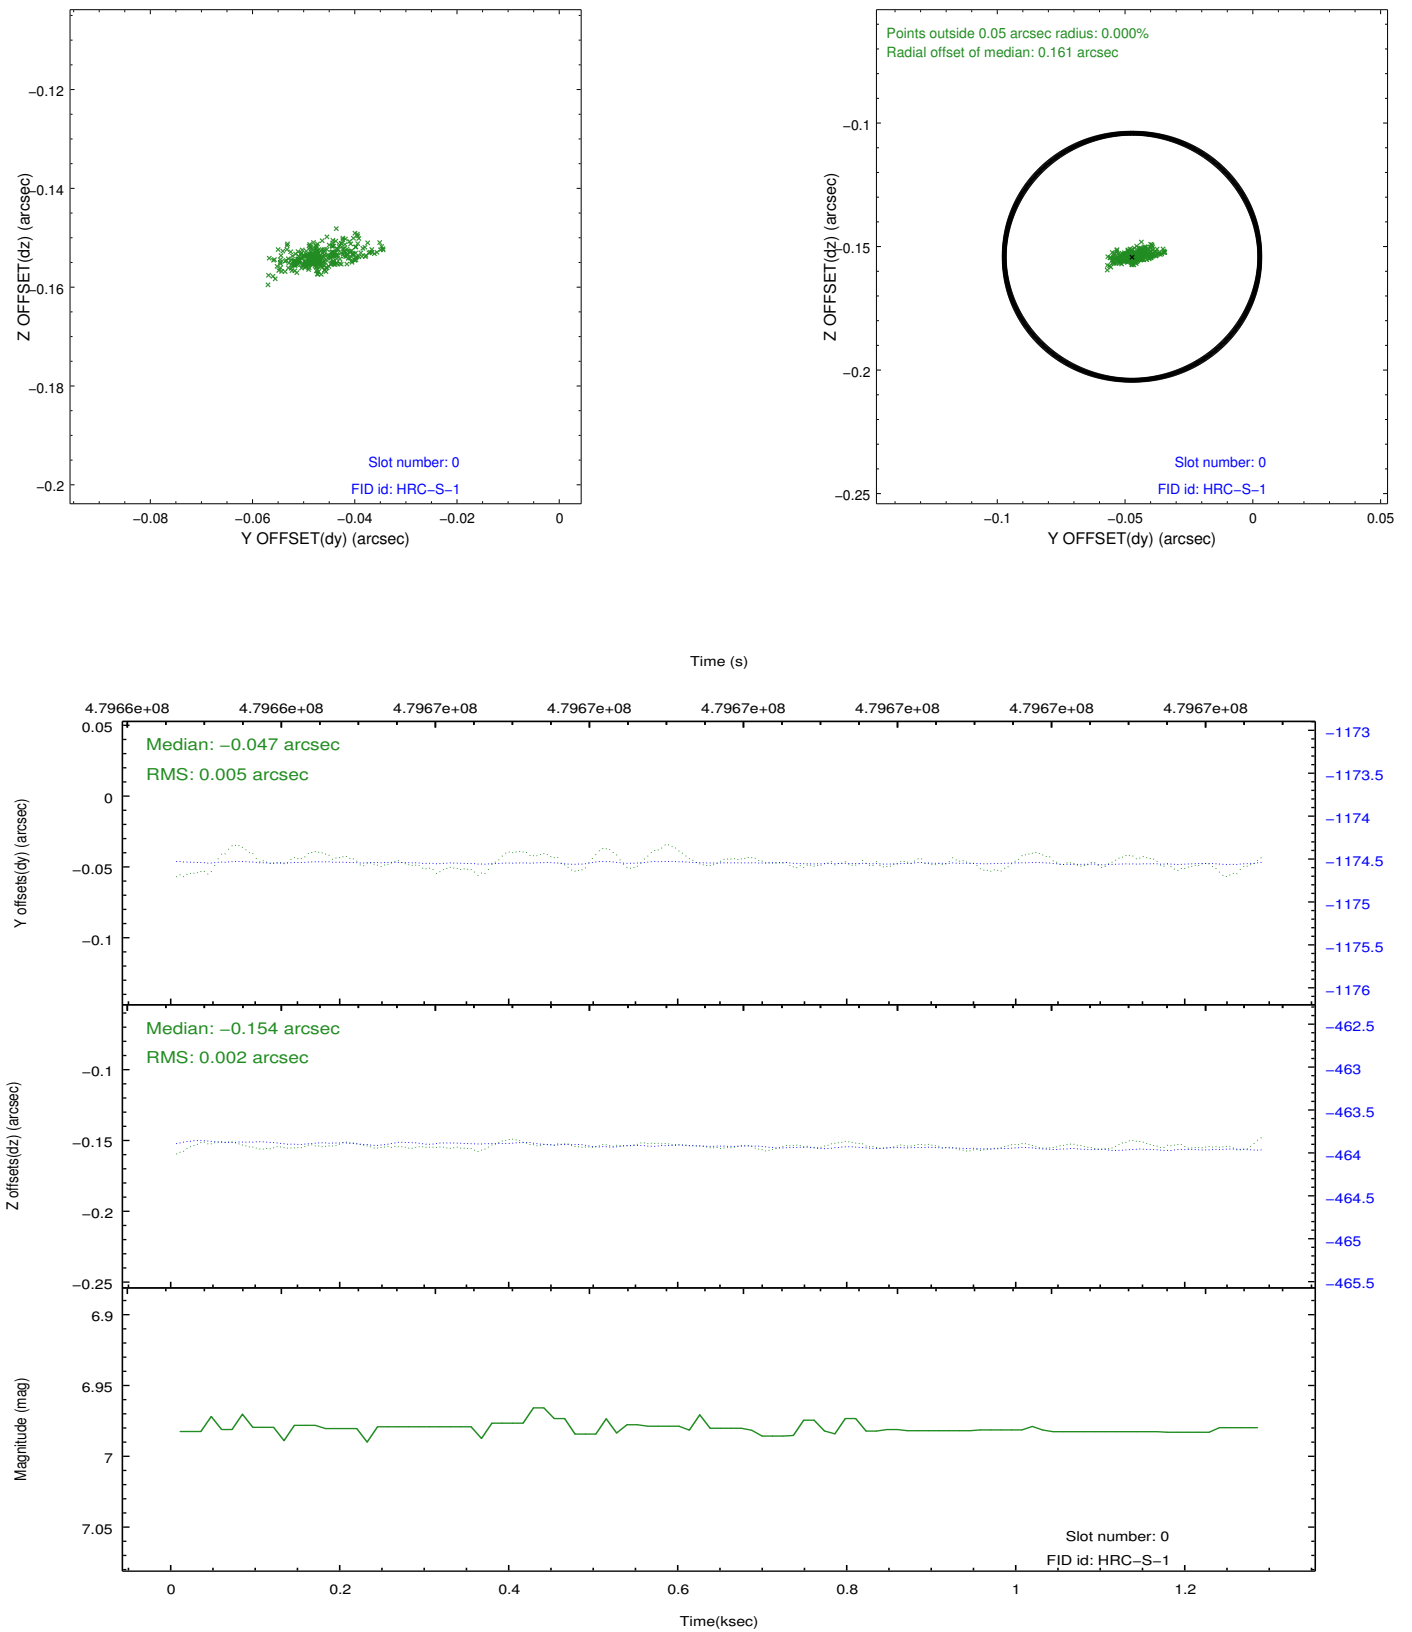 −0.12
−0.14
−0.16
−0.18
−0.2
Z OFFSET(dz) (arcsec)
Slot number: 0
FID id: HRC−S−1
−0.08 −0.06 −0.04 −0.02 0
Y OFFSET(dy) (arcsec)
Points outside 0.05 arcsec radius: 0.000%
Radial offset of median: 0.161 arcsec
−0.1
−0.15
−0.2
−0.25
Z OFFSET(dz) (arcsec)
Slot number: 0
FID id: HRC−S−1
−0.1 −0.05 0 0.05
Y OFFSET(dy) (arcsec)
Time (s)
4.7966e+08 4.7966e+08 4.7967e+08 4.7967e+08 4.7967e+08 4.7967e+08 4.7967e+08 4.7967e+08
Median: −0.047 arcsec
RMS: 0.005 arcsec
0.05
0
−0.05
−0.1
Y offsets(dy) (arcsec)
−1173
−1173.5
−1174
−1174.5
−1175
−1175.5
−1176
Median: −0.154 arcsec
RMS: 0.002 arcsec
−0.1
−0.15
−0.2
−0.25
Z offsets(dz) (arcsec)
−462.5
−463
−463.5
−464
−464.5
−465
−465.5
6.9
6.95
7
7.05
Magnitude (mag)
Slot number: 0
FID id: HRC−S−1
0 0.2 0.4 0.6 0.8 1 1.2
Time(ksec)